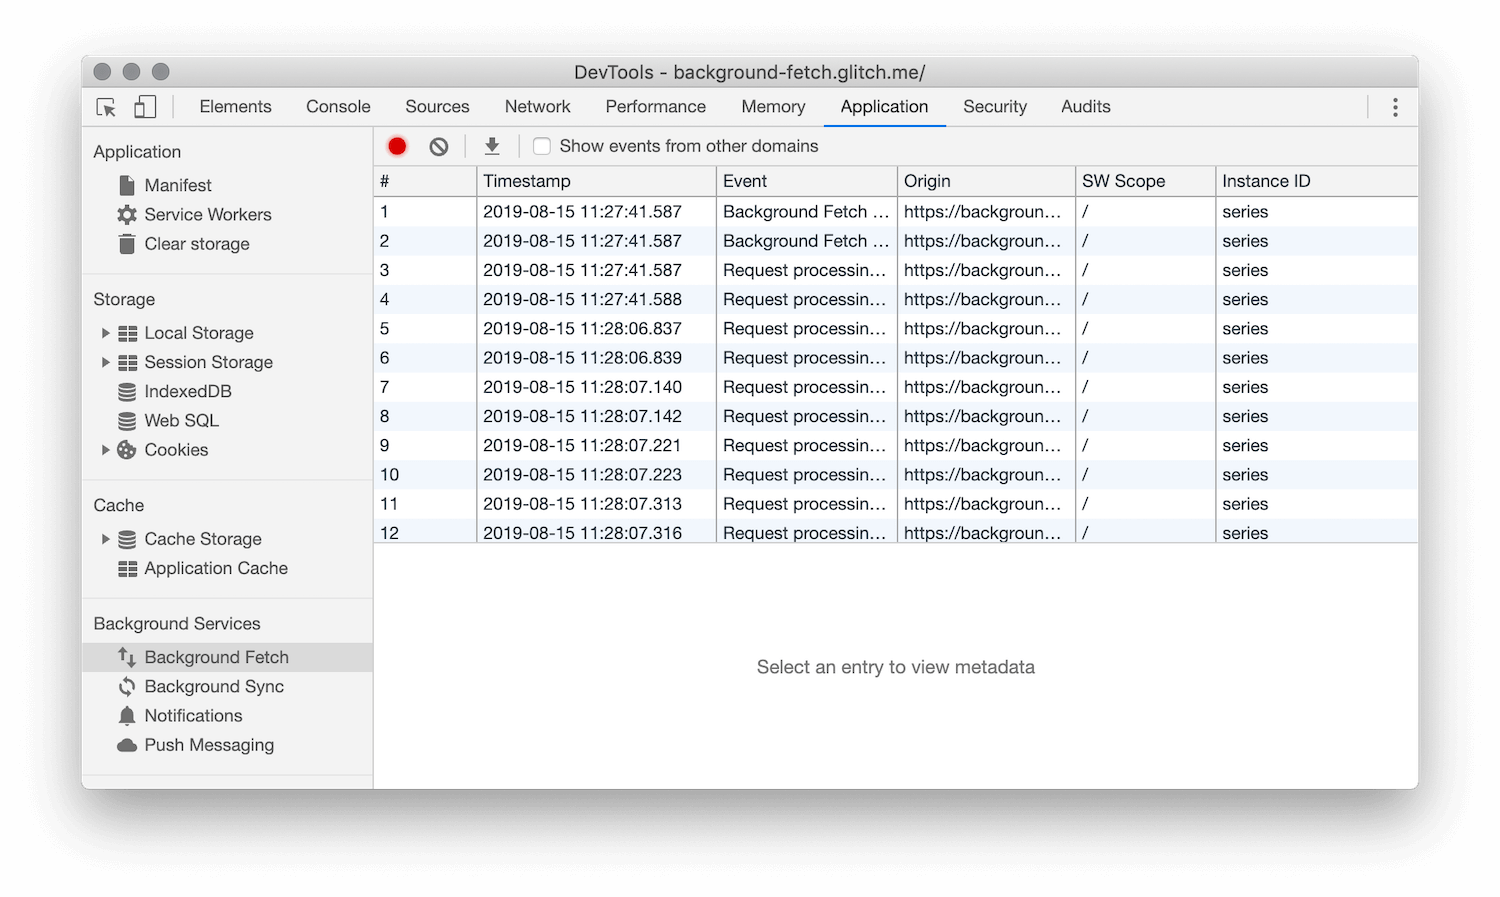 DevTools - background-fetch.glitch.me/
Elements Console Sources Network Performance Memory Application Security Audits
Application
Manifest
Service Workers
Clear storage
Storage
Local Storage
Session Storage
IndexedDB
Web SQL
Cookies
Cache
Cache Storage
Application Cache
Background Services
Background Fetch
Background Sync
Notifications
Push Messaging
Show events from other domains
# Timestamp Event Origin SW Scope Instance ID
1 2019-08-15 11:27:41.587 Background Fetch … https://backgroun… / series
2 2019-08-15 11:27:41.587 Background Fetch … https://backgroun… / series
3 2019-08-15 11:27:41.587 Request processin… https://backgroun… / series
4 2019-08-15 11:27:41.588 Request processin… https://backgroun… / series
5 2019-08-15 11:28:06.837 Request processin… https://backgroun… / series
6 2019-08-15 11:28:06.839 Request processin… https://backgroun… / series
7 2019-08-15 11:28:07.140 Request processin… https://backgroun… / series
8 2019-08-15 11:28:07.142 Request processin… https://backgroun… / series
9 2019-08-15 11:28:07.221 Request processin… https://backgroun… / series
10 2019-08-15 11:28:07.223 Request processin… https://backgroun… / series
11 2019-08-15 11:28:07.313 Request processin… https://backgroun… / series
12 2019-08-15 11:28:07.316 Request processin… https://backgroun… / series
Select an entry to view metadata